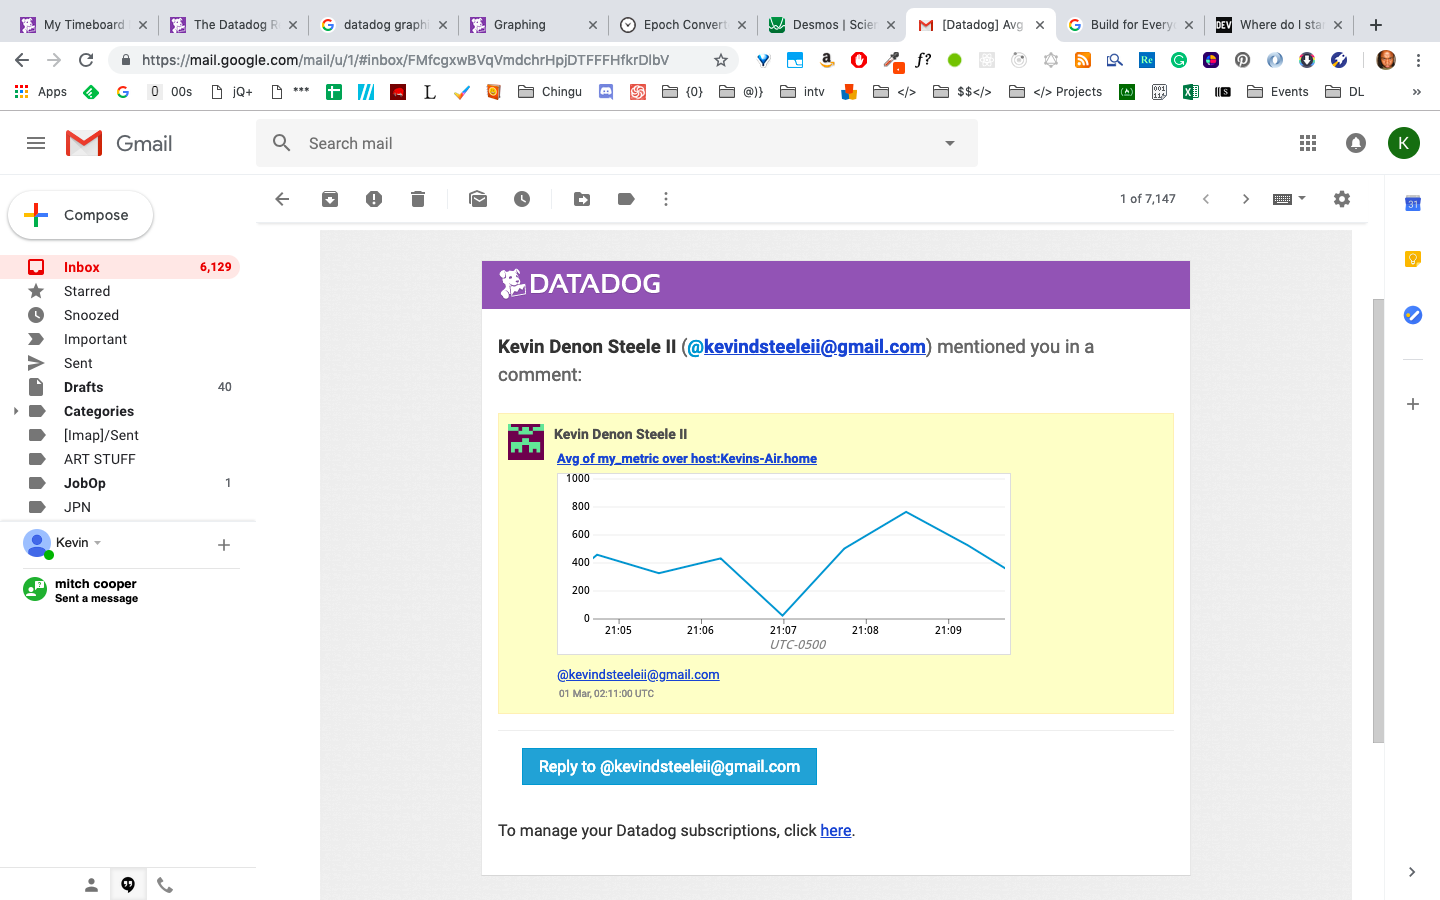 My Timeboard
The Datadog R
datadog graphi
Graphing
Epoch Convert
Desmos | Scien
[Datadog] Avg
Build for Every
DEV
Where do I sta
https://mail.google.com/mail/u/1/#inbox/FMfcgxwBVqVmdchrHpjDTFFFHfkrDlbV
f?
Re
Apps
0
00s
jQ+
***
L
Chingu
{0}
@)}
intv
</>
$$</>
</> Projects
Events
DL
»
Gmail
Search mail
K
Compose
1 of 7,147
31
Inbox
6,129
Starred
Snoozed
Important
Sent
Drafts
40
Categories
[Imap]/Sent
ART STUFF
JobOp
1
JPN
Kevin
mitch cooper
Sent a message
DATADOG
Kevin Denon Steele II (@kevindsteeleii@gmail.com) mentioned you in a
comment:
Kevin Denon Steele II
Avg of my_metric over host:Kevins-Air.home
1000
800
600
400
200
0
21:05
21:06
21:07
21:08
21:09
UTC-0500
@kevindsteeleii@gmail.com
01 Mar, 02:11:00 UTC
Reply to @kevindsteeleii@gmail.com
To manage your Datadog subscriptions, click here.